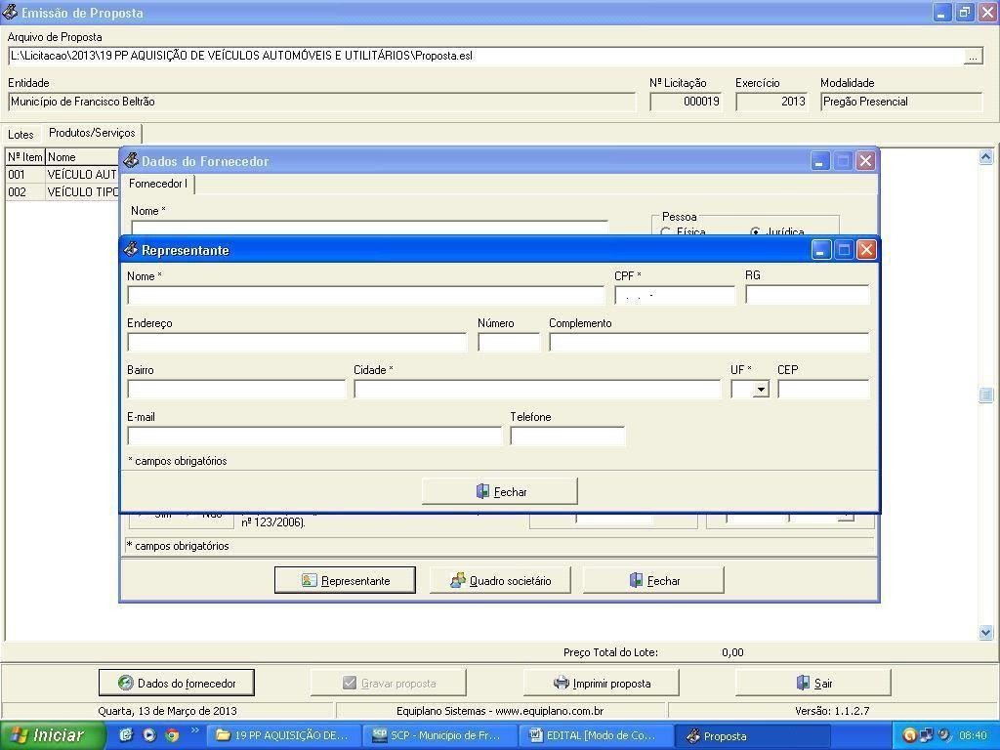 Emissão de Proposta
Arquivo de Proposta
L:\Licitacao\2013\19 PP AQUISIÇÃO DE VEÍCULOS AUTOMÓVEIS E UTILITÁRIOS\Proposta.esl
...
Entidade Nº Licitação Exercício Modalidade
Município de Francisco Beltrão 000019 2013 Pregão Presencial
Lotes Produtos/Serviços
Nº Item Nome
001 VEÍCULO AUT
002 VEÍCULO TIPO
Dados do Fornecedor
Fornecedor
Nome *
Pessoa
Física Jurídica
Representante
Nome * CPF * RG
. . -
Endereço Número Complemento
Bairro Cidade * UF * CEP
E-mail Telefone
* campos obrigatórios
Fechar
Sim Não
nº 123/2006).
* campos obrigatórios
Representante Quadro societário Fechar
Preço Total do Lote: 0,00
Dados do fornecedor Gravar proposta Imprimir proposta Sair
Quarta, 13 de Março de 2013 Equiplano Sistemas - www.equiplano.com.br Versão: 1.1.2.7
Iniciar » 19 PP AQUISIÇÃO DE... SCP - Município de Fr... EDITAL [Modo de Co... Proposta 08:40